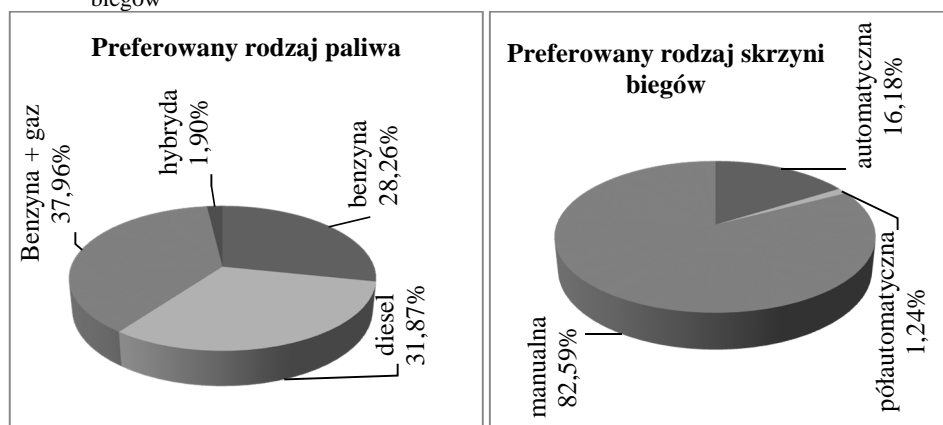 biegów
Preferowany rodzaj paliwa
Benzyna + gaz
37,96%
hybryda
1,90%
benzyna
28,26%
diesel
31,87%
Preferowany rodzaj skrzyni
biegów
automatyczna
16,18%
półautomatyczna
1,24%
manualna
82,59%